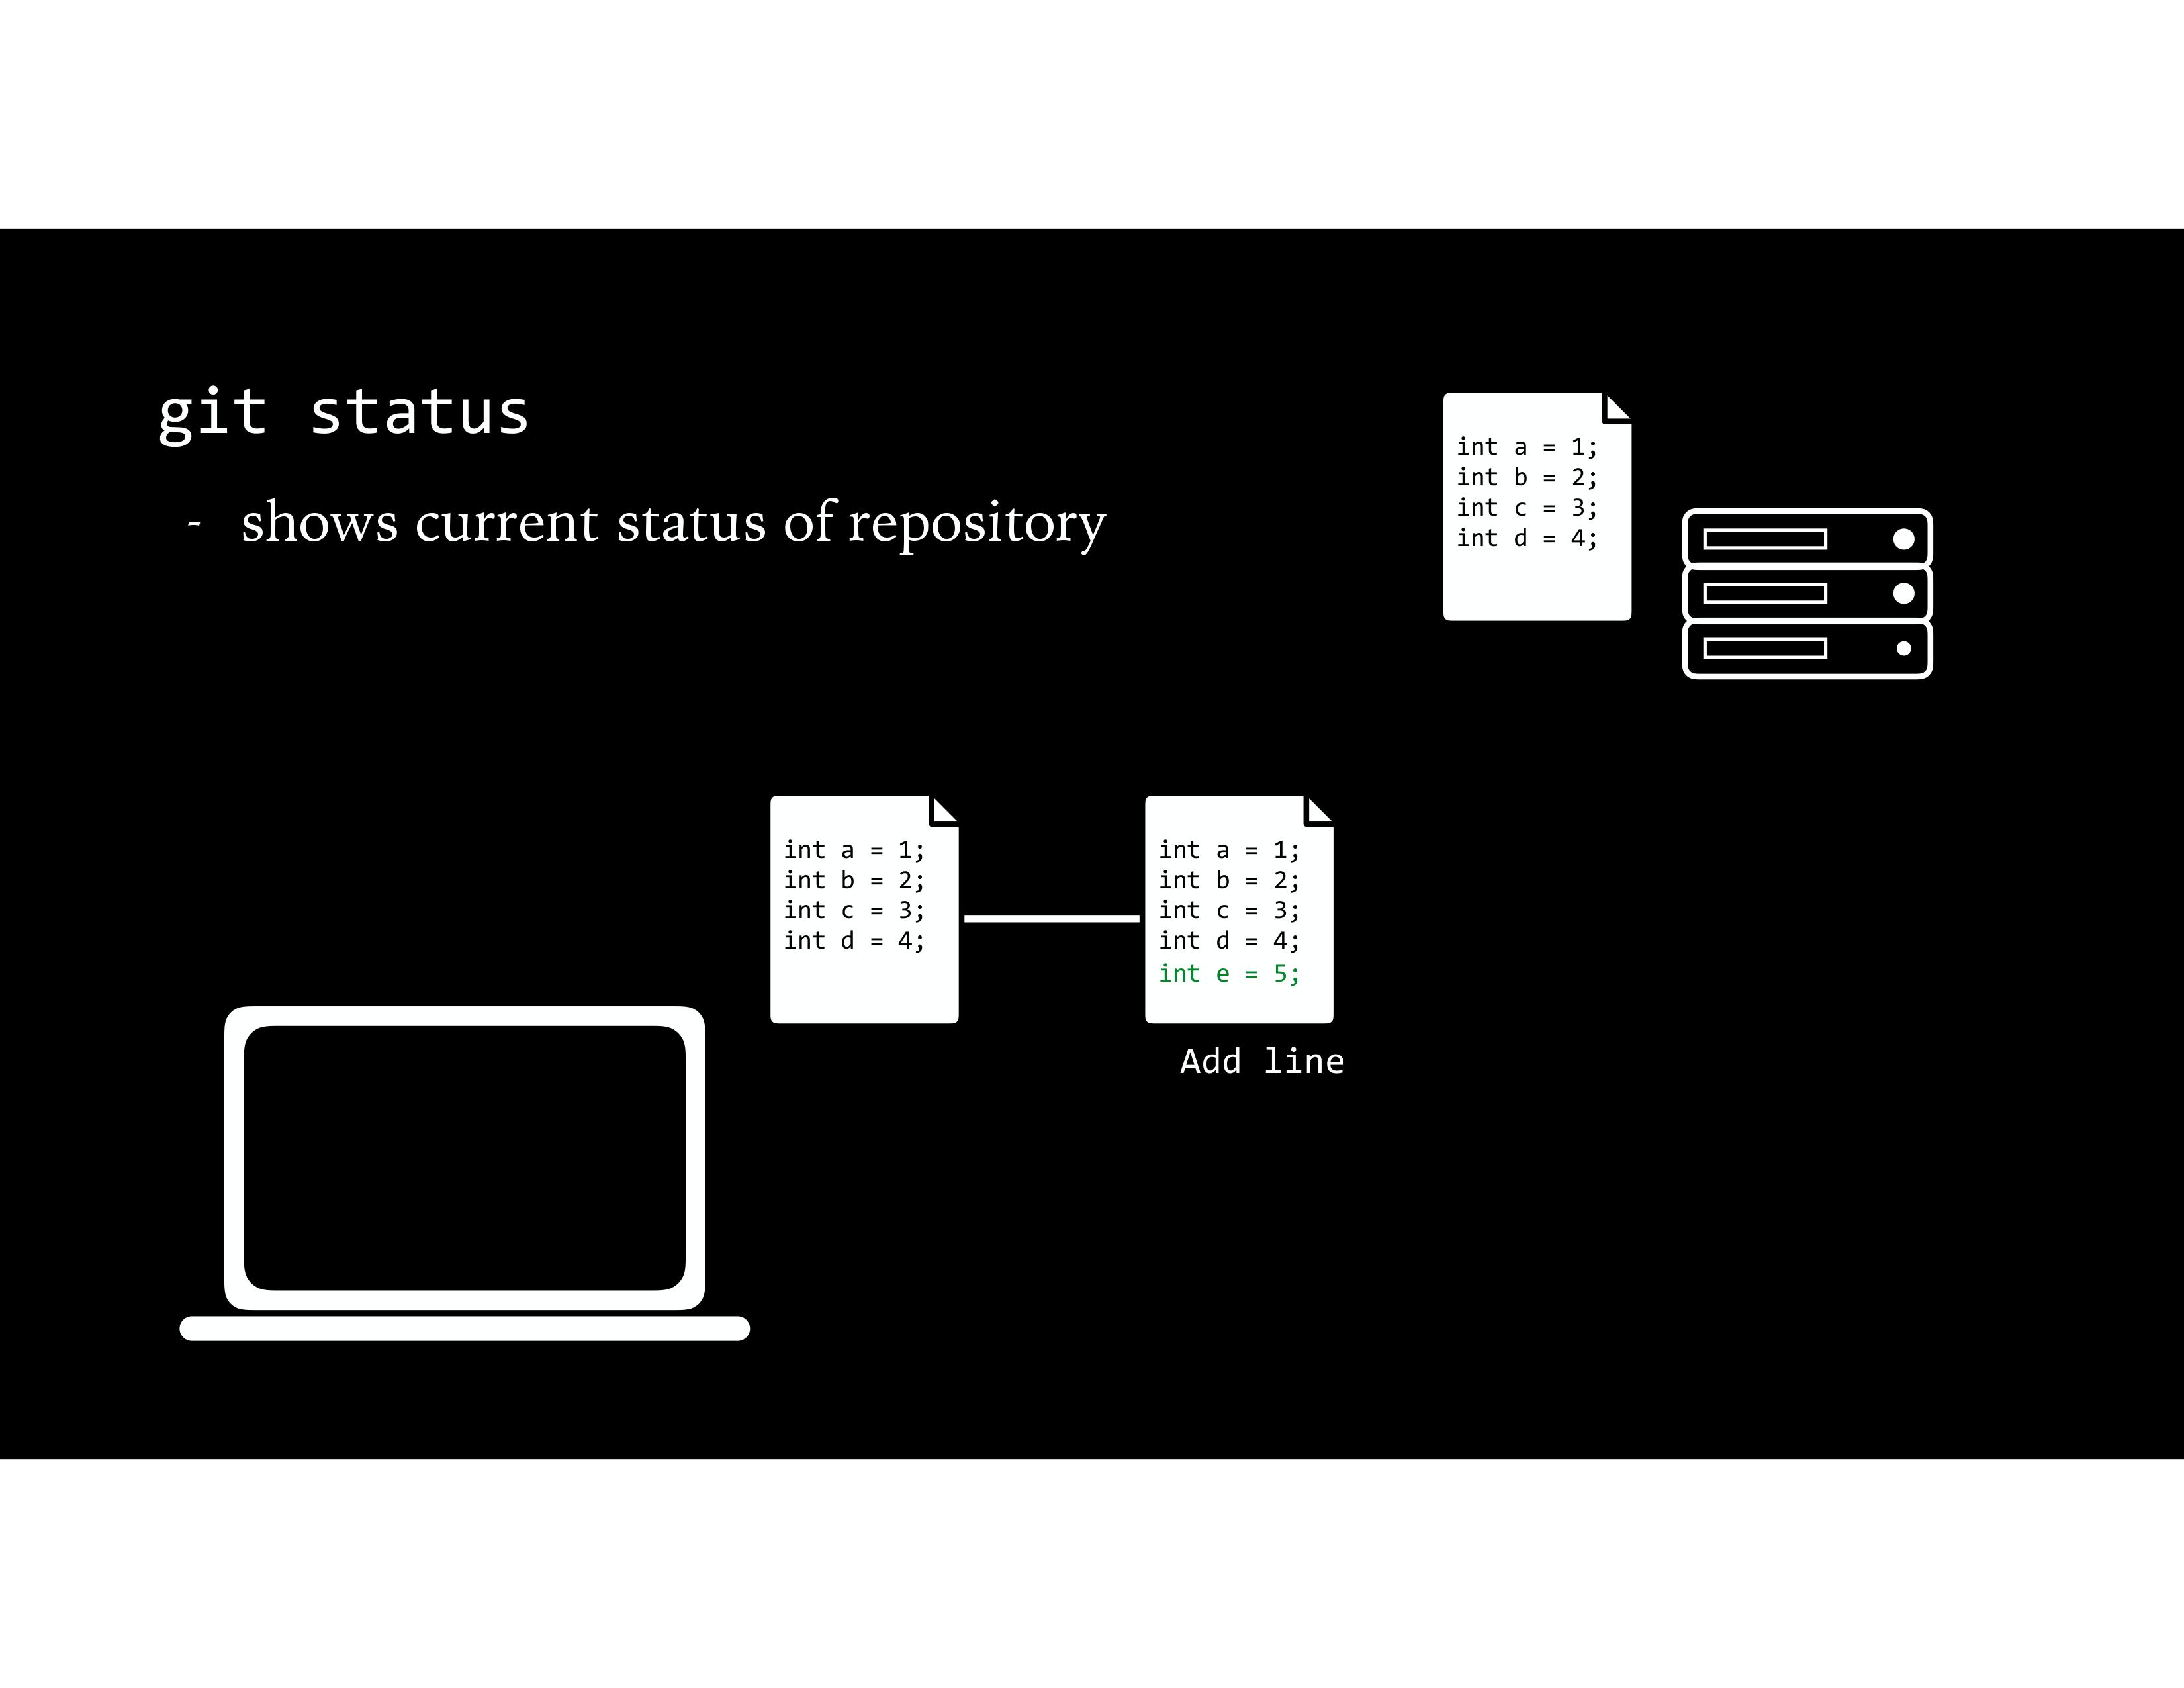 git status
- shows current status of repository
int a = 1;
int b = 2;
int c = 3;
int d = 4;
int a = 1;
int b = 2;
int c = 3;
int d = 4;
int a = 1;
int b = 2;
int c = 3;
int d = 4;
int e = 5;
Add line